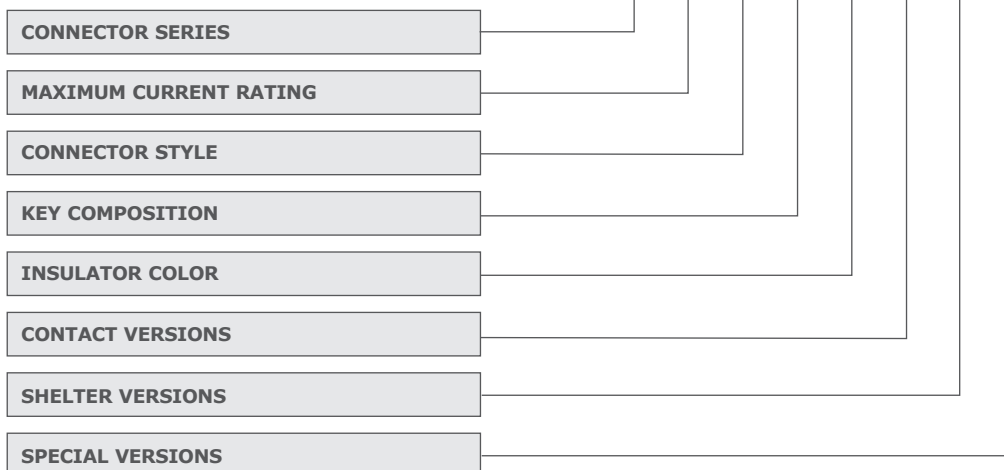 CONNECTOR SERIES
MAXIMUM CURRENT RATING
CONNECTOR STYLE
KEY COMPOSITION
INSULATOR COLOR
CONTACT VERSIONS
SHELTER VERSIONS
SPECIAL VERSIONS